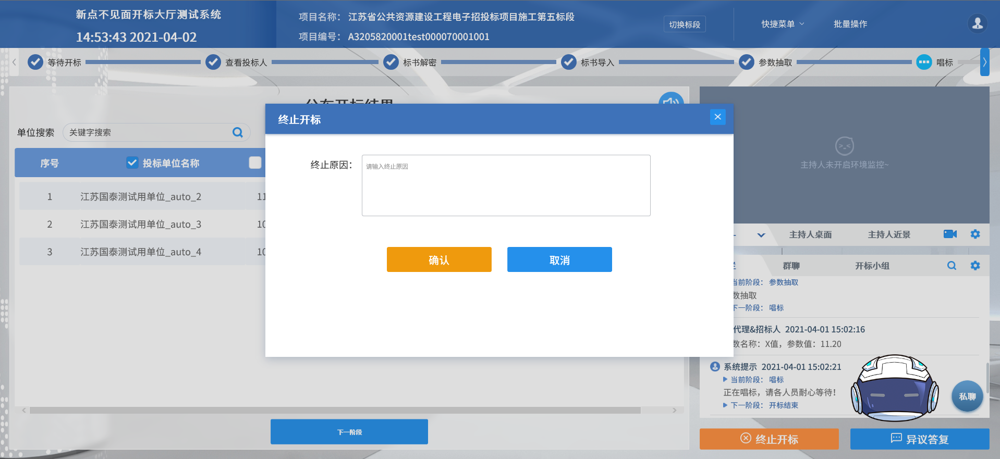 新点不见面开标大厅测试系统
14:53:43 2021-04-02
项目名称： 江苏省公共资源建设工程电子招投标项目施工第五标段
项目编号： A3205820001test000070001001
切换标段
快捷菜单
批量操作
等待开标
查看投标人
标书解密
标书导入
参数抽取
唱标
公布开标结果
单位搜索
关键字搜索
序号 投标单位名称
1 江苏国泰测试用单位_auto_2 11
2 江苏国泰测试用单位_auto_3 10
3 江苏国泰测试用单位_auto_4 10
下一阶段
终止开标
终止原因：
请输入终止原因
确认
取消
主持人未开启环境监控~
主持人桌面
主持人近景
群聊
开标小组
当前阶段： 参数抽取
数抽取
下一阶段： 唱标
代理&招标人 2021-04-01 15:02:16
数名称：X值，参数值：11.20
系统提示 2021-04-01 15:02:21
当前阶段： 唱标
正在唱标，请各人员耐心等待！
下一阶段： 开标结束
私聊
终止开标
异议答复